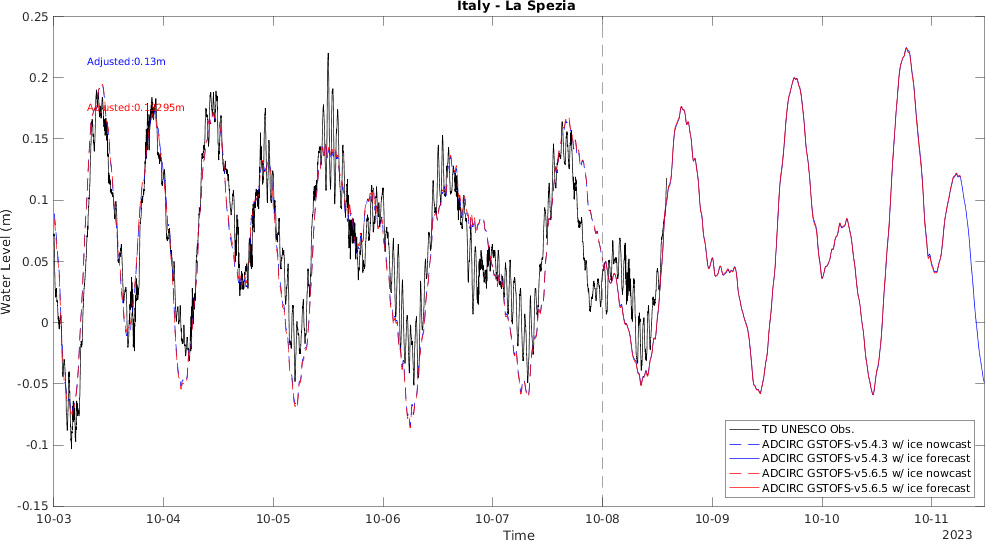 Italy - La Spezia
0.25
0.2
0.15
0.1
0.05
0
-0.05
-0.1
-0.15
Water Level (m)
Adjusted:0.13m
10-03
10-04
10-05
10-06
10-07
10-08
10-09
10-10
10-11
Time
2023
TD UNESCO Obs.
ADCIRC GSTOFS-v5.4.3 w/ ice nowcast
ADCIRC GSTOFS-v5.4.3 w/ ice forecast
ADCIRC GSTOFS-v5.6.5 w/ ice nowcast
ADCIRC GSTOFS-v5.6.5 w/ ice forecast